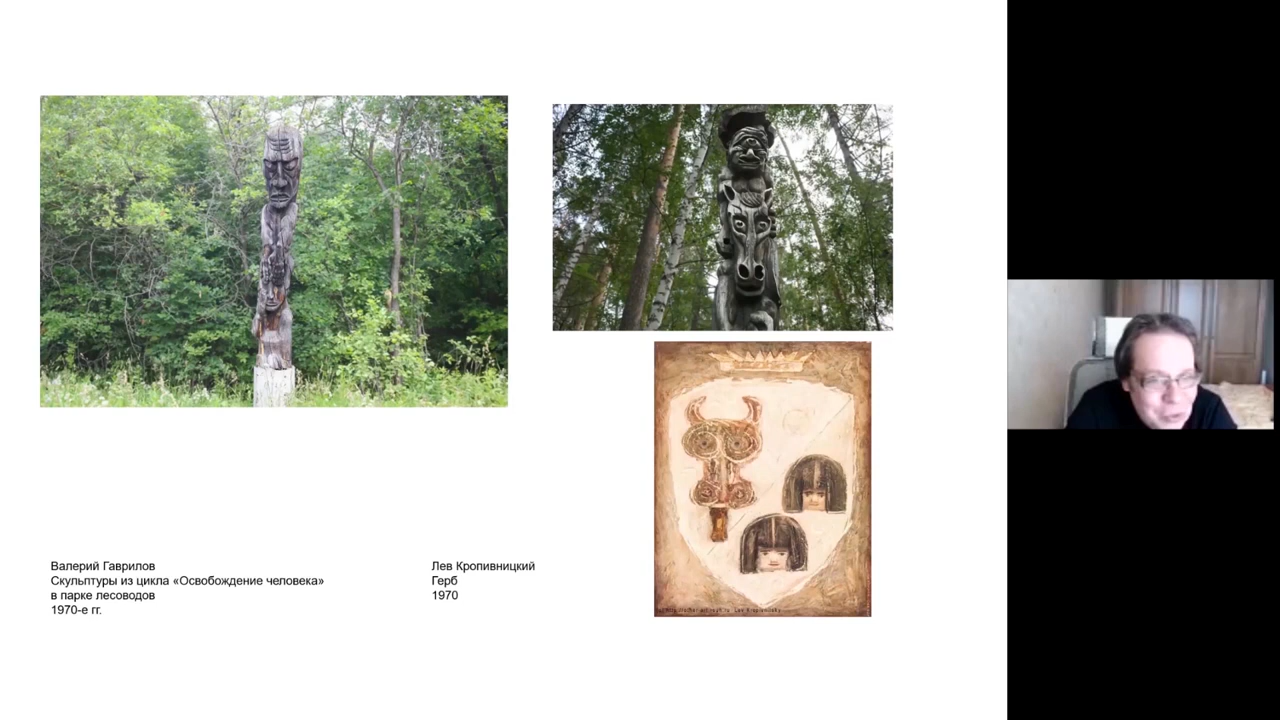 Валерий Гаврилов
Скульптуры из цикла «Освобождение человека»
в парке лесоводов
1970-е гг.
Лев Кропивницкий
Герб
1970